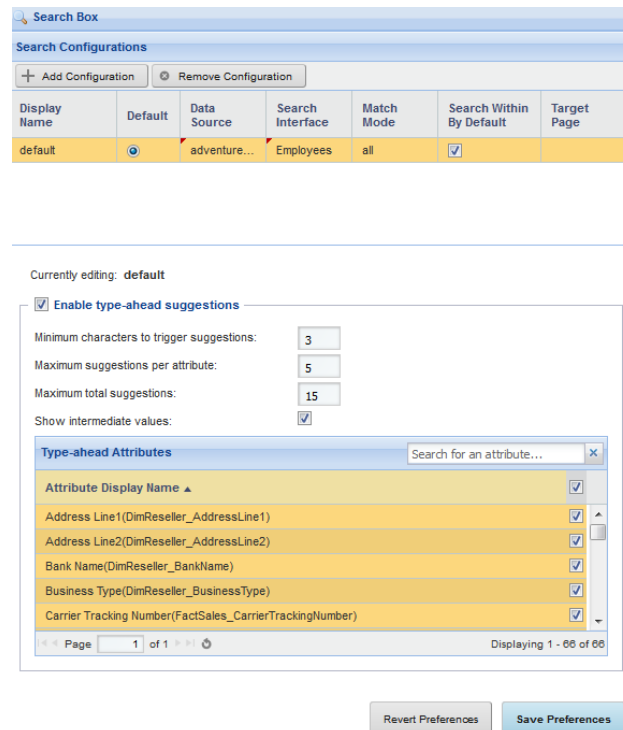 Search Box
Search Configurations
Add Configuration Remove Configuration
Display Name Default Data Source Search Interface Match Mode Search Within By Default Target Page
default adventure... Employees all
Currently editing: default
Enable type-ahead suggestions
Minimum characters to trigger suggestions: 3
Maximum suggestions per attribute: 5
Maximum total suggestions: 15
Show intermediate values:
Type-ahead Attributes Search for an attribute...
Attribute Display Name
Address Line1(DimReseller_AddressLine1)
Address Line2(DimReseller_AddressLine2)
Bank Name(DimReseller_BankName)
Business Type(DimReseller_BusinessType)
Carrier Tracking Number(FactSales_CarrierTrackingNumber)
Page 1 of 1 Displaying 1 - 66 of 66
Revert Preferences Save Preferences